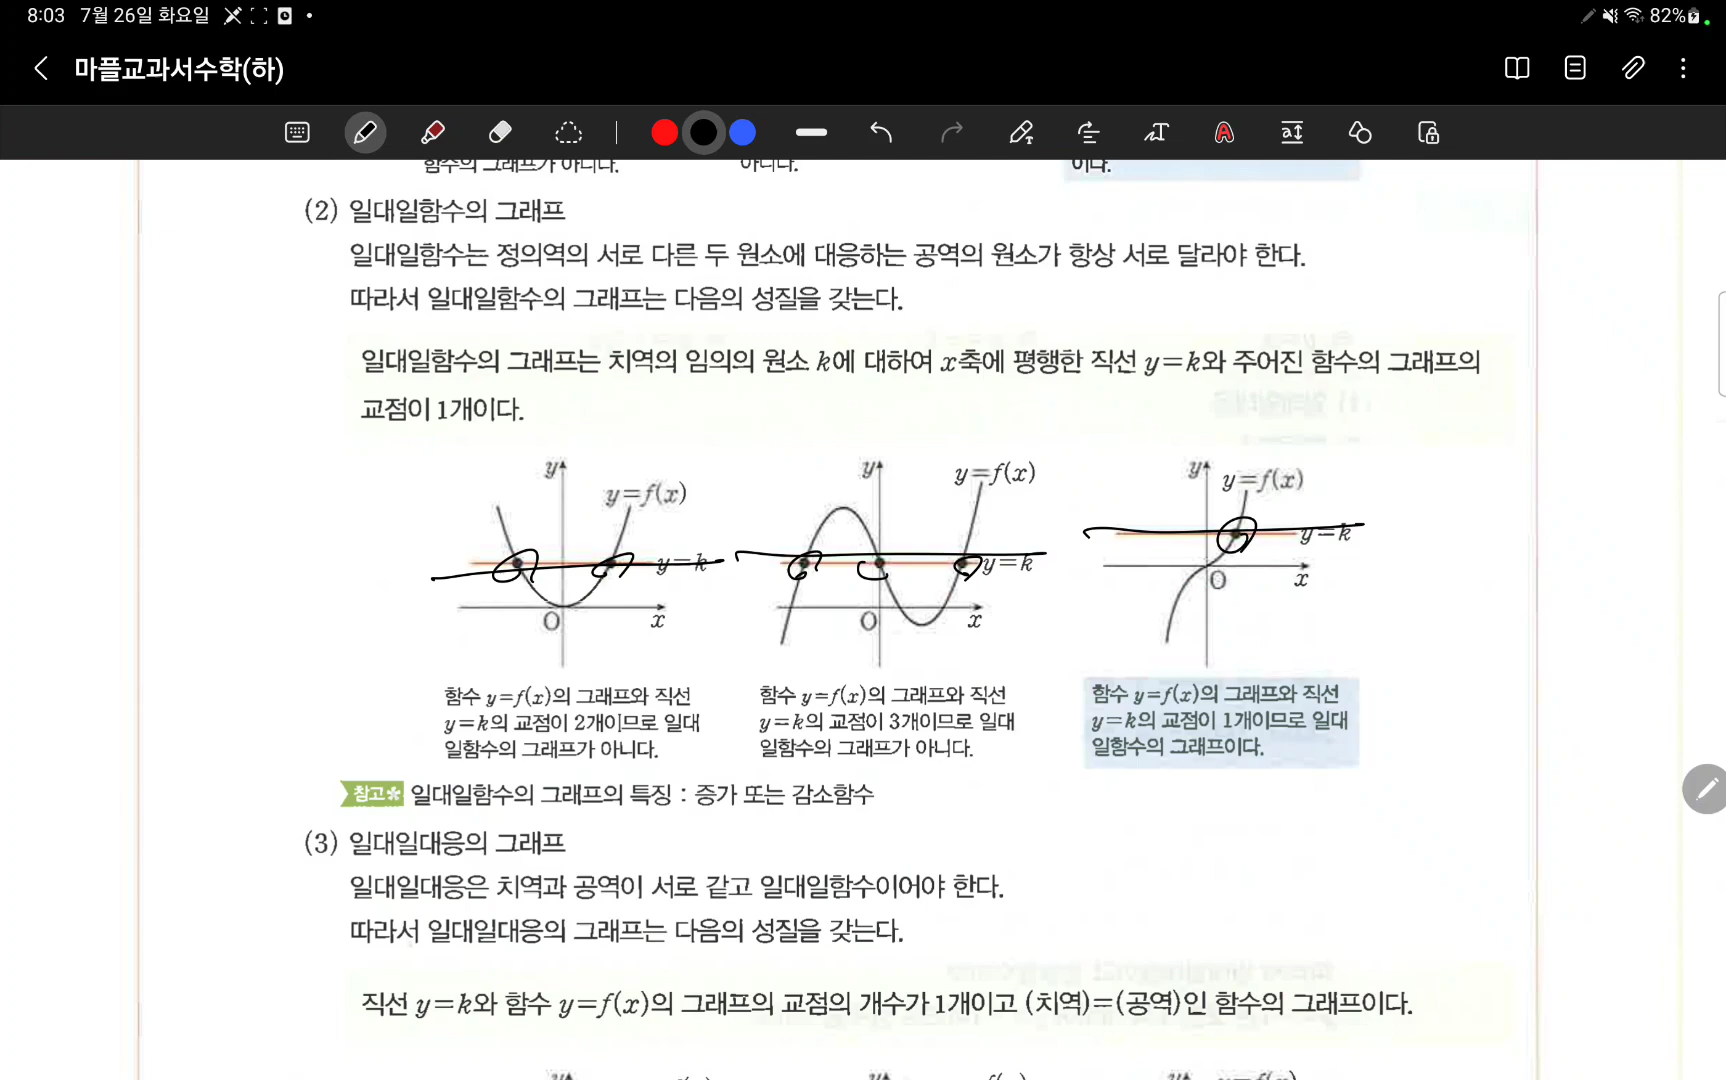 8:03 7월 26일 화요일
82%
마플교과서수학(하)
함수의 그래프가 아니다.
아니다.
이다.
(2) 일대일함수의 그래프
일대일함수는 정의역의 서로 다른 두 원소에 대응하는 공역의 원소가 항상 서로 달라야 한다.
따라서 일대일함수의 그래프는 다음의 성질을 갖는다.
일대일함수의 그래프는 치역의 임의의 원소 k에 대하여 x축에 평행한 직선 y=k와 주어진 함수의 그래프의
교점이 1개이다.
y
y=f(x)
y=k
O
x
y
y=f(x)
y=k
O
x
y
y=f(x)
y=k
O
x
함수 y=f(x)의 그래프와 직선
y=k의 교점이 2개이므로 일대
일함수의 그래프가 아니다.
함수 y=f(x)의 그래프와 직선
y=k의 교점이 3개이므로 일대
일함수의 그래프가 아니다.
함수 y=f(x)의 그래프와 직선
y=k의 교점이 1개이므로 일대
일함수의 그래프이다.
참고 일대일함수의 그래프의 특징 : 증가 또는 감소함수
(3) 일대일대응의 그래프
일대일대응은 치역과 공역이 서로 같고 일대일함수이어야 한다.
따라서 일대일대응의 그래프는 다음의 성질을 갖는다.
직선 y=k와 함수 y=f(x)의 그래프의 교점의 개수가 1개이고 (치역)=(공역)인 함수의 그래프이다.